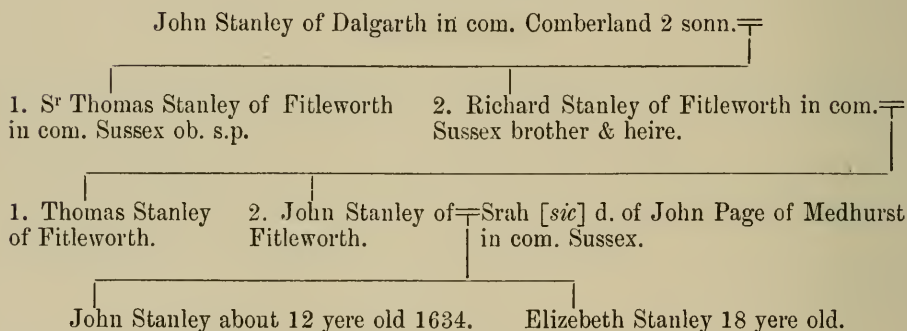 John Stanley of Dalgarth in com. Comberland 2 sonn.
1. Sʳ Thomas Stanley of Fitleworth
in com. Sussex ob. s.p.
2. Richard Stanley of Fitleworth in com.
Sussex brother & heire.
1. Thomas Stanley
of Fitleworth.
2. John Stanley of
Fitleworth.
Srah [sic] d. of John Page of Medhurst
in com. Sussex.
John Stanley about 12 yere old 1634.
Elizebeth Stanley 18 yere old.